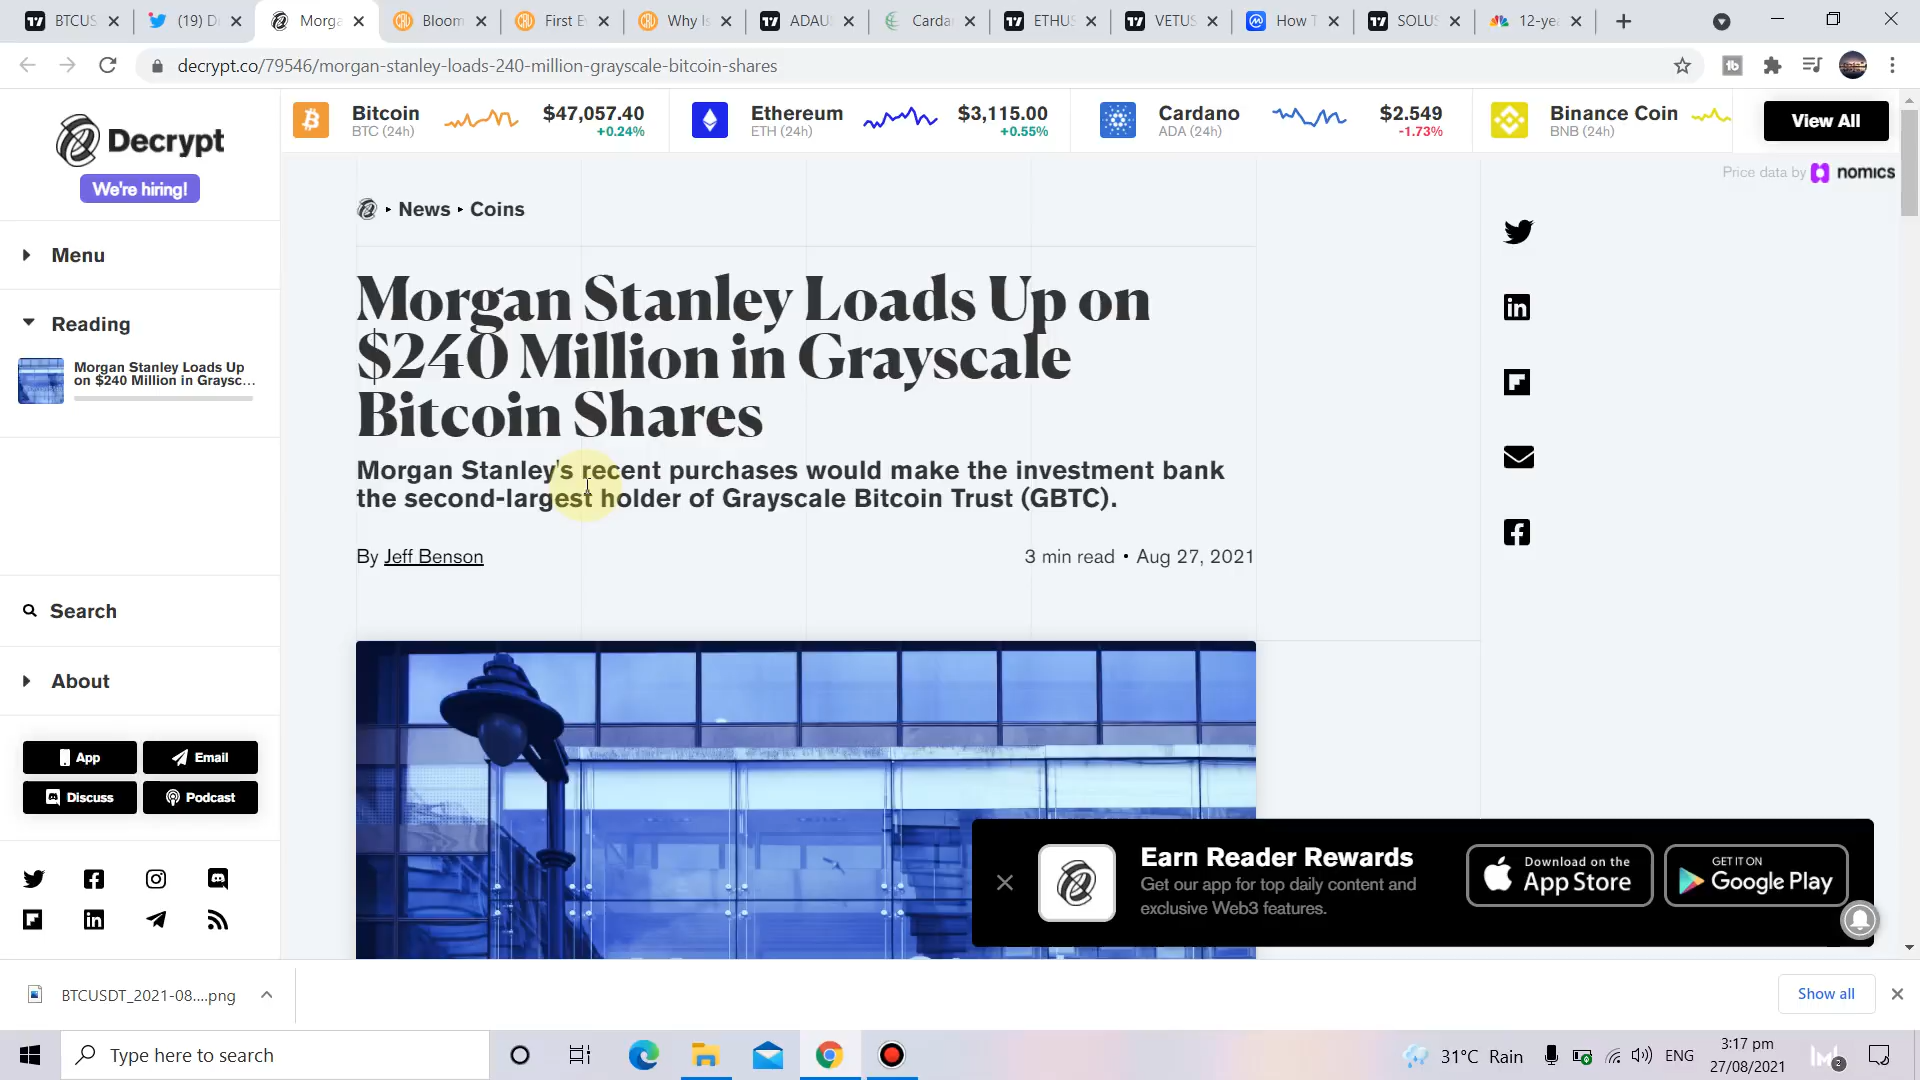 BTCUS
(19) D
Morga
Bloom
First E
Why Is
ADAU
Carda
ETHUS
VETUS
How T
SOLUS
12-ye
decrypt.co/79546/morgan-stanley-loads-240-million-grayscale-bitcoin-shares
Decrypt
We're hiring!
Bitcoin
BTC (24h)
$47,057.40
+0.24%
Ethereum
ETH (24h)
$3,115.00
+0.55%
Cardano
ADA (24h)
$2.549
-1.73%
Binance Coin
BNB (24h)
View All
Price data by nomics
Menu
Reading
Morgan Stanley Loads Up
on $240 Million in Graysc...
Search
About
App
Email
Discuss
Podcast
News
Coins
Morgan Stanley Loads Up on
$240 Million in Grayscale
Bitcoin Shares
Morgan Stanley's recent purchases would make the investment bank
the second-largest holder of Grayscale Bitcoin Trust (GBTC).
By Jeff Benson
3 min read • Aug 27, 2021
Earn Reader Rewards
Get our app for top daily content and
exclusive Web3 features.
Download on the
App Store
GET IT ON
Google Play
BTCUSDT_2021-08....png
Show all
Type here to search
31°C Rain
ENG
3:17 pm
27/08/2021
2